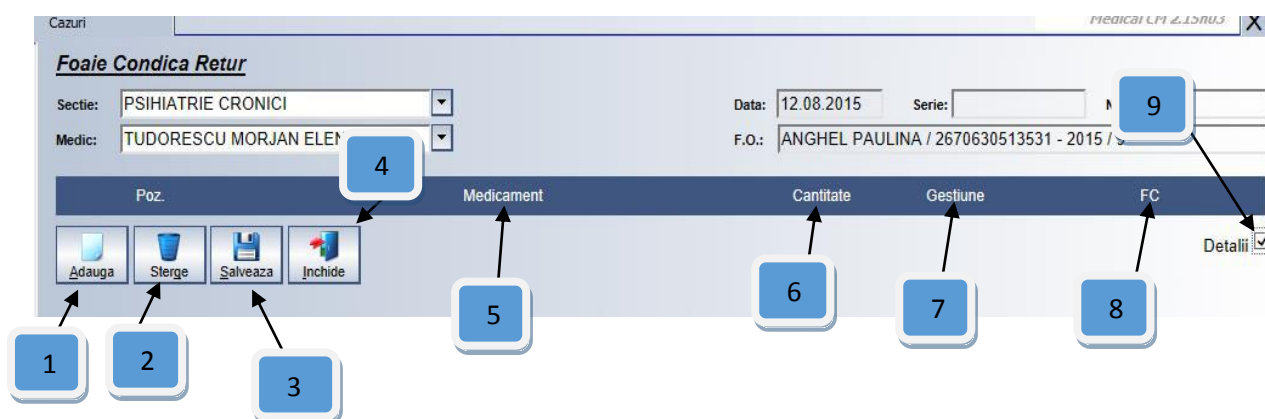 Cazuri
Medical CM 2.15h03 X
Foaie Condica Retur
Sectie: PSIHIATRIE CRONICI Data: 12.08.2015 Serie:
9
Medic: TUDORESCU MORJAN F.O.: ANGHEL PAULINA / 2670630513531 - 2015 /
4
Poz. Medicament Cantitate Gestiune FC
Detalii
Adauga Sterge Salveaza Inchide
5 6 7 8
1 2 3